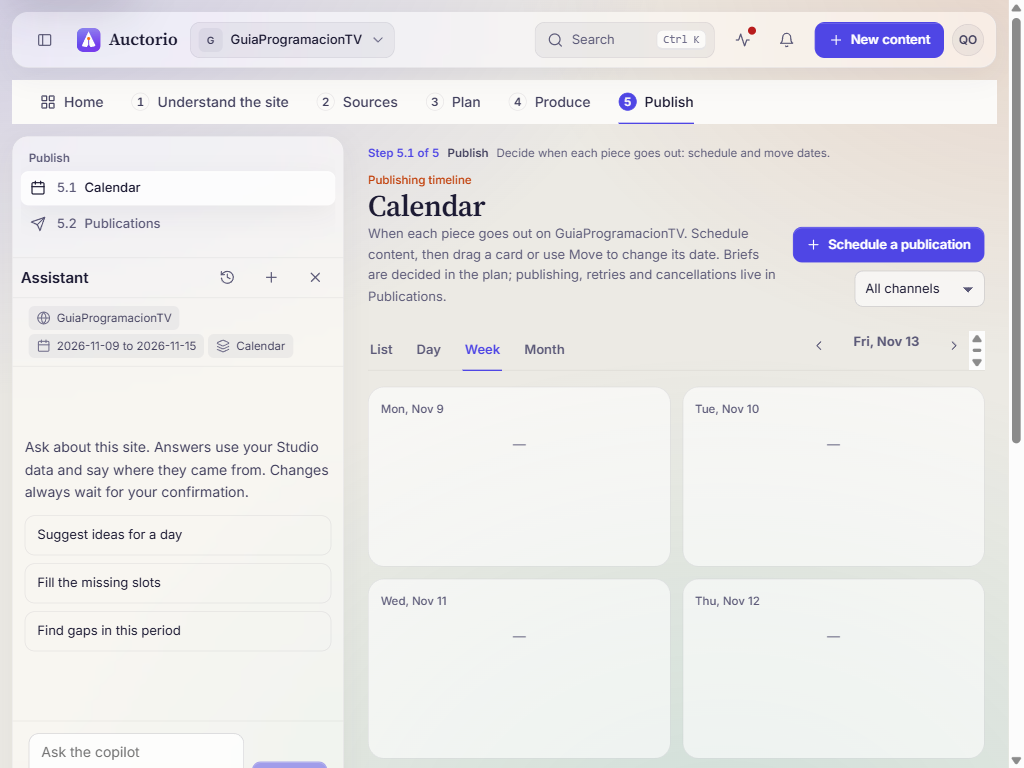 Auctorio
G GuiaProgramacionTV
Search Ctrl K
New content
QO
Home
1 Understand the site
2 Sources
3 Plan
4 Produce
5 Publish
Publish
5.1 Calendar
5.2 Publications
Assistant
GuiaProgramacionTV
2026-11-09 to 2026-11-15
Calendar
Ask about this site. Answers use your Studio
data and say where they came from. Changes
always wait for your confirmation.
Suggest ideas for a day
Fill the missing slots
Find gaps in this period
Ask the copilot
Step 5.1 of 5 Publish Decide when each piece goes out: schedule and move dates.
Publishing timeline
Calendar
When each piece goes out on GuiaProgramacionTV. Schedule
content, then drag a card or use Move to change its date. Briefs
are decided in the plan; publishing, retries and cancellations live in
Publications.
Schedule a publication
All channels
List Day Week Month
Fri, Nov 13
Mon, Nov 9
—
Tue, Nov 10
—
Wed, Nov 11
—
Thu, Nov 12
—